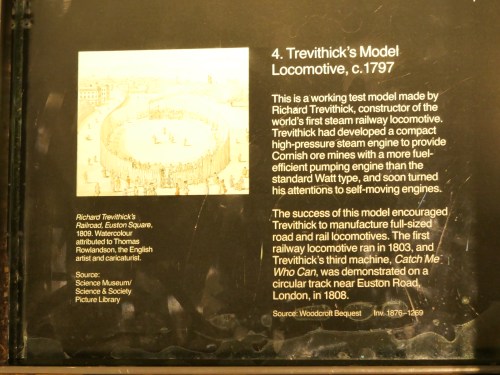 4. Trevithick's Model
Locomotive, c.1797
This is a working test model made by
Richard Trevithick, constructor of the
world's first steam railway locomotive.
Trevithick had developed a compact
high-pressure steam engine to provide
Cornish ore mines with a more fuel-
efficient pumping engine than the
standard Watt type, and soon turned
his attentions to self-moving engines.
The success of this model encouraged
Trevithick to manufacture full-sized
road and rail locomotives. The first
railway locomotive ran in 1803, and
Trevithick's third machine, Catch Me
Who Can, was demonstrated on a
circular track near Euston Road,
London, in 1808.
Source: Woodcroft Bequest Inv. 1876-1269
Richard Trevithick's
Railroad, Euston Square,
1809. Watercolour
attributed to Thomas
Rowlandson, the English
artist and caricaturist.
Source:
Science Museum/
Science & Society
Picture Library